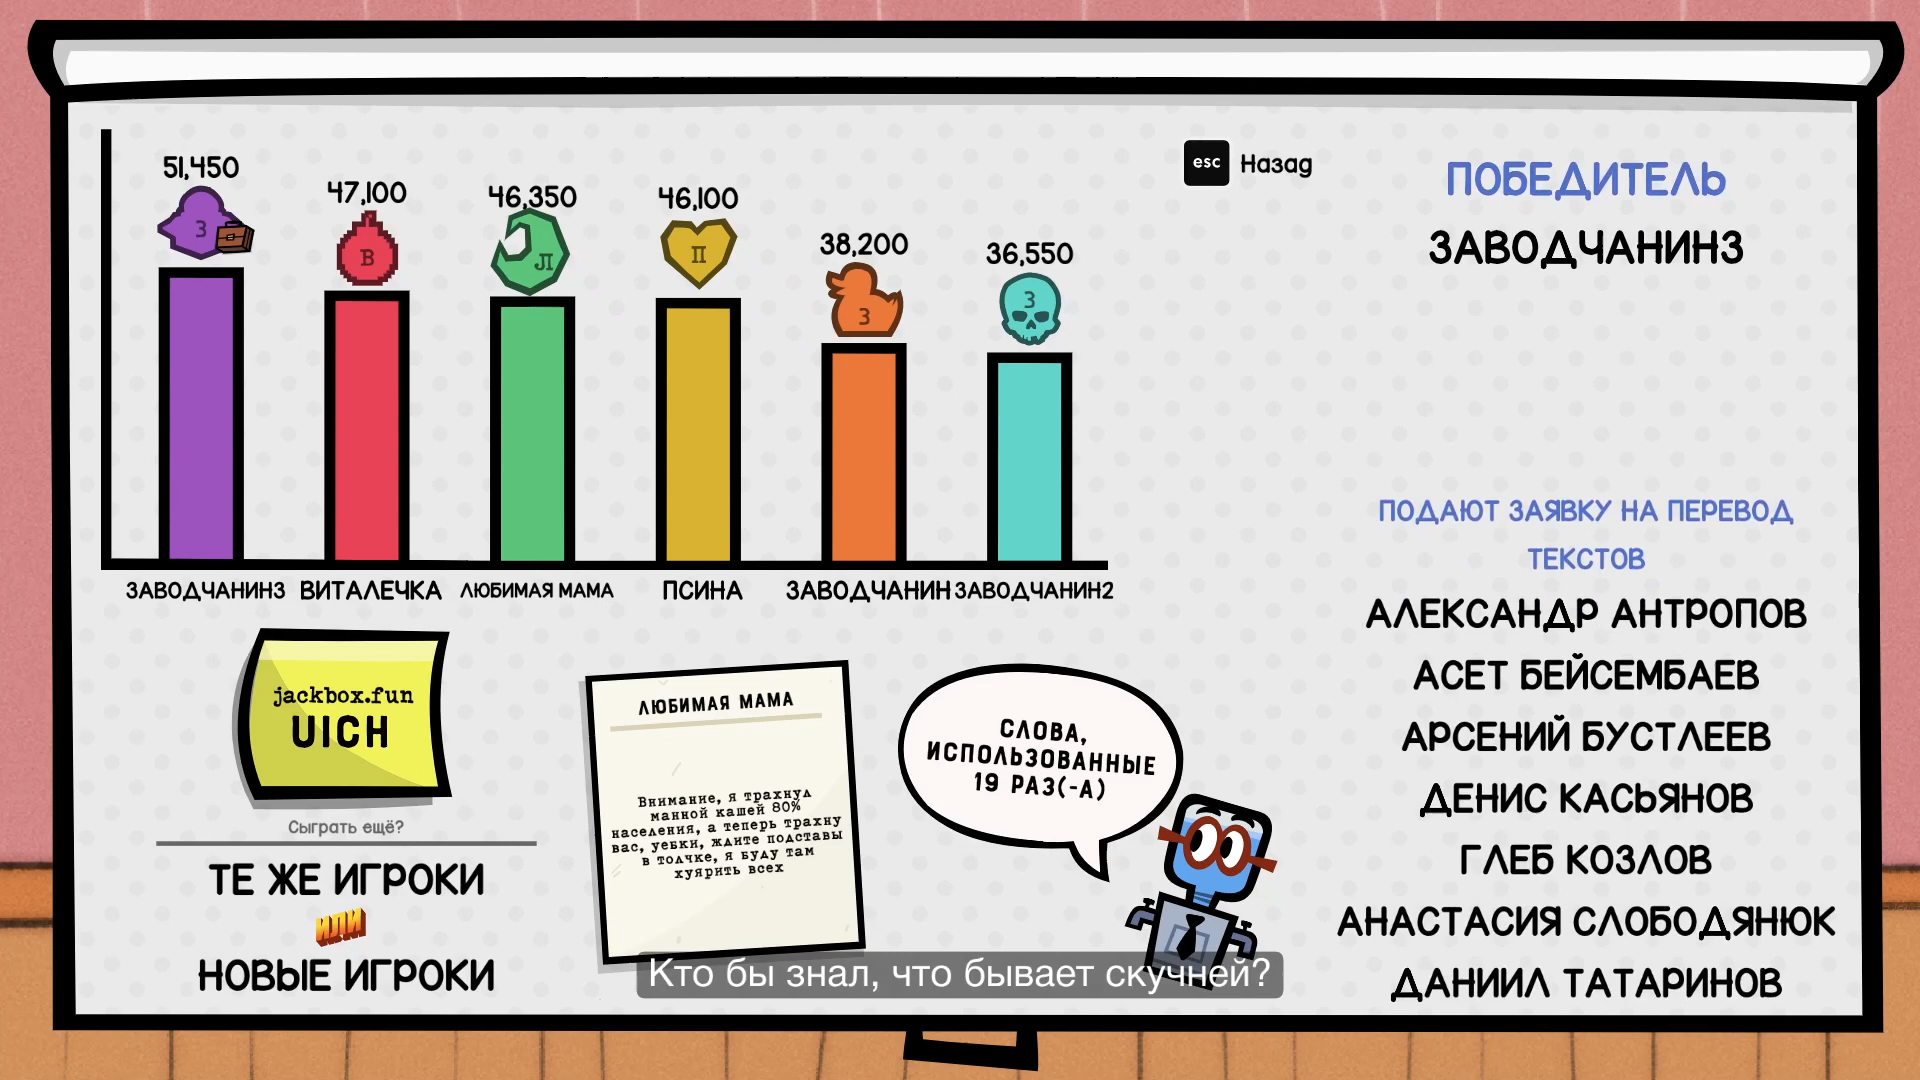 51,450
47,100
46,350
46,100
38,200
36,550
З
В
Л
П
З
З
ЗАВОДЧАНИН3
ВИТАЛЕЧКА
ЛЮБИМАЯ МАМА
ПСИНА
ЗАВОДЧАНИН
ЗАВОДЧАНИН2
esc Назад
ПОБЕДИТЕЛЬ
ЗАВОДЧАНИН3
ПОДАЮТ ЗАЯВКУ НА ПЕРЕВОД
ТЕКСТОВ
АЛЕКСАНДР АНТРОПОВ
АСЕТ БЕЙСЕМБАЕВ
АРСЕНИЙ БУСТЛЕЕВ
ДЕНИС КАСЬЯНОВ
ГЛЕБ КОЗЛОВ
АНАСТАСИЯ СЛОБОДЯНЮК
ДАНИИЛ ТАТАРИНОВ
jackbox.fun
UICH
Сыграть ещё?
ТЕ ЖЕ ИГРОКИ
ИЛИ
НОВЫЕ ИГРОКИ
ЛЮБИМАЯ МАМА
Внимание, я трахнул
манной кашей 80%
населения, а теперь трахну
вас, уебки, ждите подставы
в толчке, я буду там
хуярить всех
СЛОВА,
ИСПОЛЬЗОВАННЫЕ
19 РАЗ(-А)
Кто бы знал, что бывает скучней?